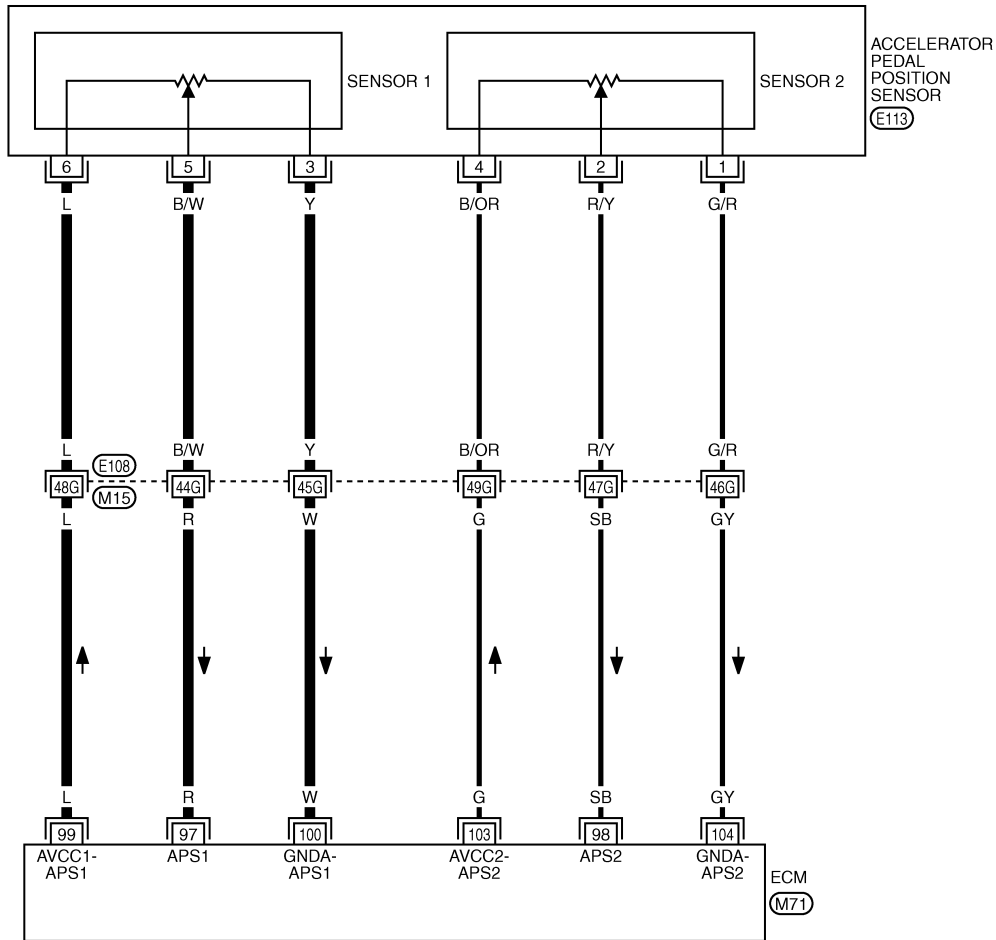 ACCELERATOR
PEDAL
POSITION
SENSOR
E113
SENSOR 1
SENSOR 2
6 5 3 4 2 1
L B/W Y B/OR R/Y G/R
L B/W Y B/OR R/Y G/R
E108
48G 44G 45G 49G 47G 46G
M15
L R W G SB GY
L R W G SB GY
99 97 100 103 98 104
AVCC1-
APS1
APS1
GNDA-
APS1
AVCC2-
APS2
APS2
GNDA-
APS2
ECM
M71